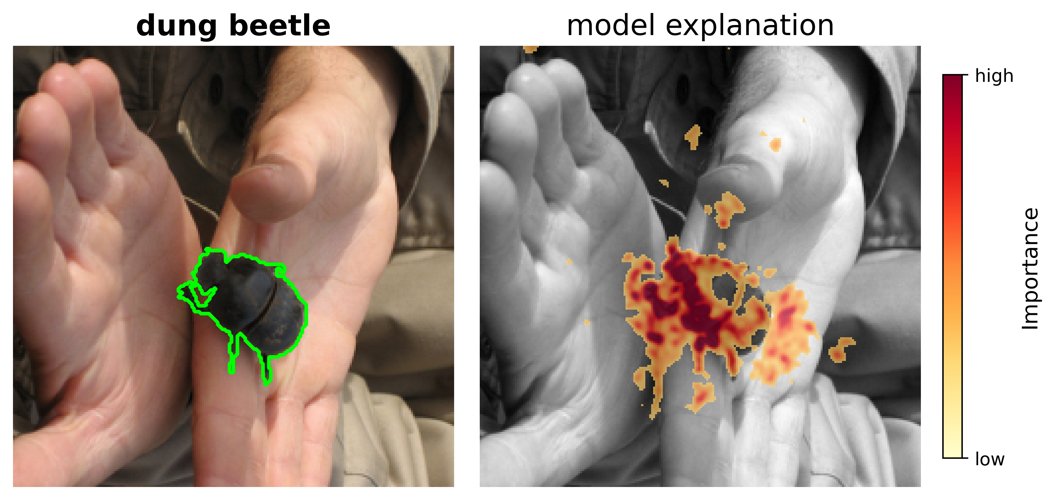 dung beetle
model explanation
high
Importance
low